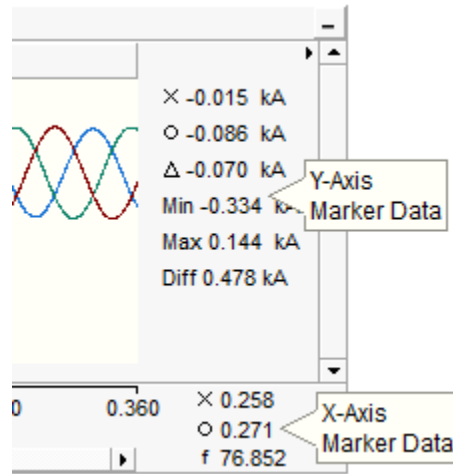 × -0.015 kA
○ -0.086 kA
Δ -0.070 kA
Min -0.334
Max 0.144 kA
Diff 0.478 kA
Y-Axis
Marker Data
0.360
× 0.258
○ 0.271
f 76.852
X-Axis
Marker Data